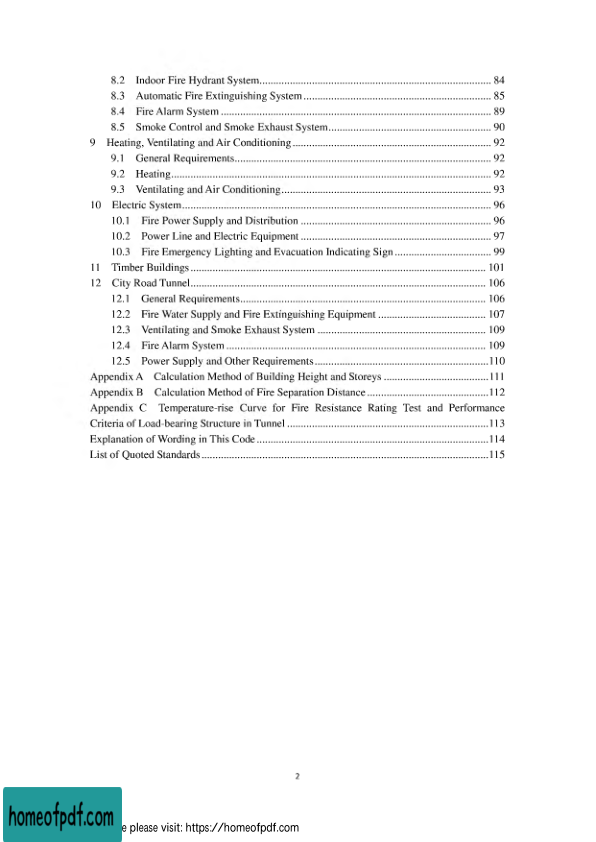 8.2 Indoor Fire Hydrant System........ 84
8.3 Automatic Fire Extinguishing System........ 85
8.4 Fire Alarm System........ 89
8.5 Smoke Control and Smoke Exhaust System........ 90
9 Heating, Ventilating and Air Conditioning........ 92
9.1 General Requirements........ 92
9.2 Heating........ 92
9.3 Ventilating and Air Conditioning........ 93
10 Electric System........ 96
10.1 Fire Power Supply and Distribution........ 96
10.2 Power Line and Electric Equipment........ 97
10.3 Fire Emergency Lighting and Evacuation Indicating Sign........ 99
11 Timber Buildings........ 101
12 City Road Tunnel........ 106
12.1 General Requirements........ 106
12.2 Fire Water Supply and Fire Extinguishing Equipment........ 107
12.3 Ventilating and Smoke Exhaust System........ 109
12.4 Fire Alarm System........ 109
12.5 Power Supply and Other Requirements........110
Appendix A Calculation Method of Building Height and Storeys........111
Appendix B Calculation Method of Fire Separation Distance........112
Appendix C Temperature-rise Curve for Fire Resistance Rating Test and Performance
Criteria of Load-bearing Structure in Tunnel........113
Explanation of Wording in This Code........114
List of Quoted Standards........115
2
homeofpdf.com
e please visit: https://homeofpdf.com